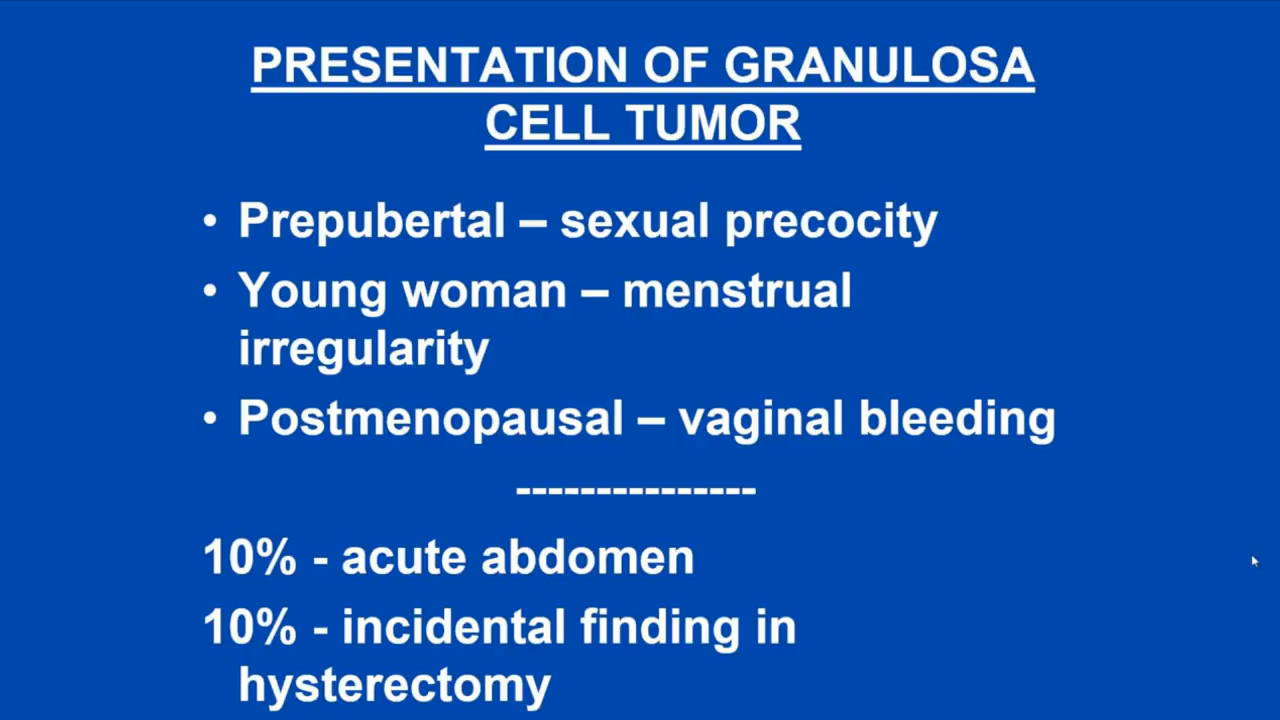 PRESENTATION OF GRANULOSA
CELL TUMOR
• Prepubertal – sexual precocity
• Young woman – menstrual
irregularity
• Postmenopausal – vaginal bleeding
---------------
10% - acute abdomen
10% - incidental finding in
hysterectomy